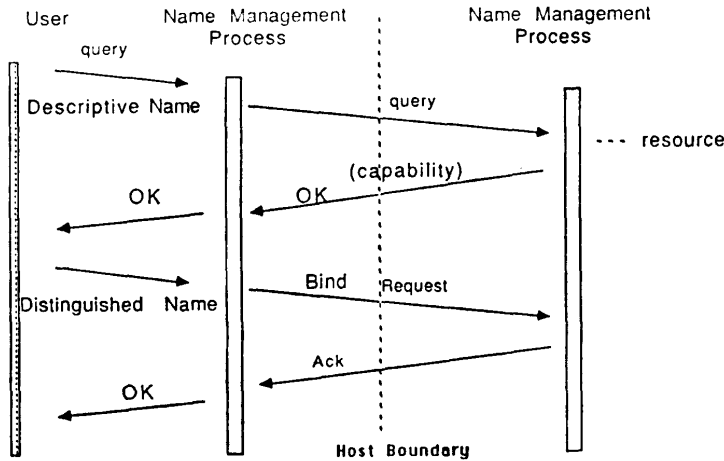 User
Name Management
Process
Name Management
Process
query
Descriptive Name
query
--- resource
(capability)
OK
OK
Distinguished Name
Bind Request
Ack
OK
Host Boundary